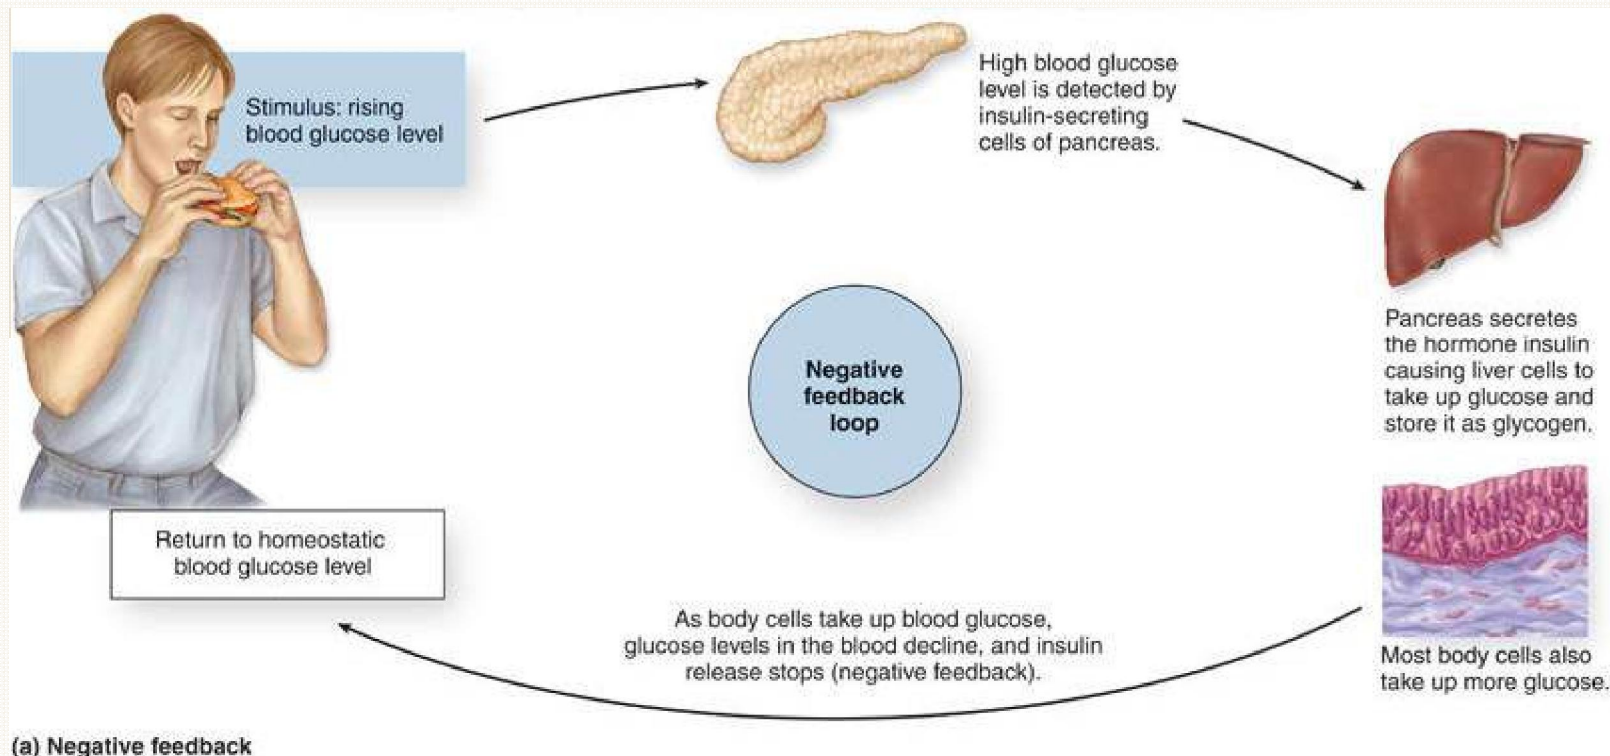 Stimulus: rising
blood glucose level
High blood glucose
level is detected by
insulin-secreting
cells of pancreas.
Pancreas secretes
the hormone insulin
causing liver cells to
take up glucose and
store it as glycogen.
Negative
feedback
loop
Most body cells also
take up more glucose.
As body cells take up blood glucose,
glucose levels in the blood decline, and insulin
release stops (negative feedback).
Return to homeostatic
blood glucose level
(a) Negative feedback